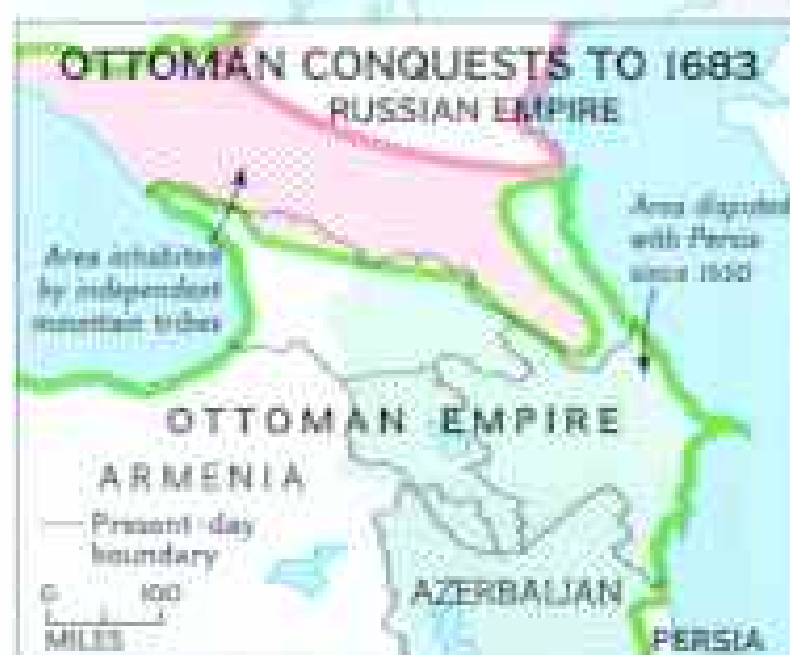 OTTOMAN CONQUESTS TO 1683
RUSSIAN EMPIRE
Area disputed
with Persia
since 1550
Area inhabited
by independent
mountain tribes
OTTOMAN EMPIRE
ARMENIA
Present-day
boundary
0 100
MILES
AZERBAIJAN
PERSIA